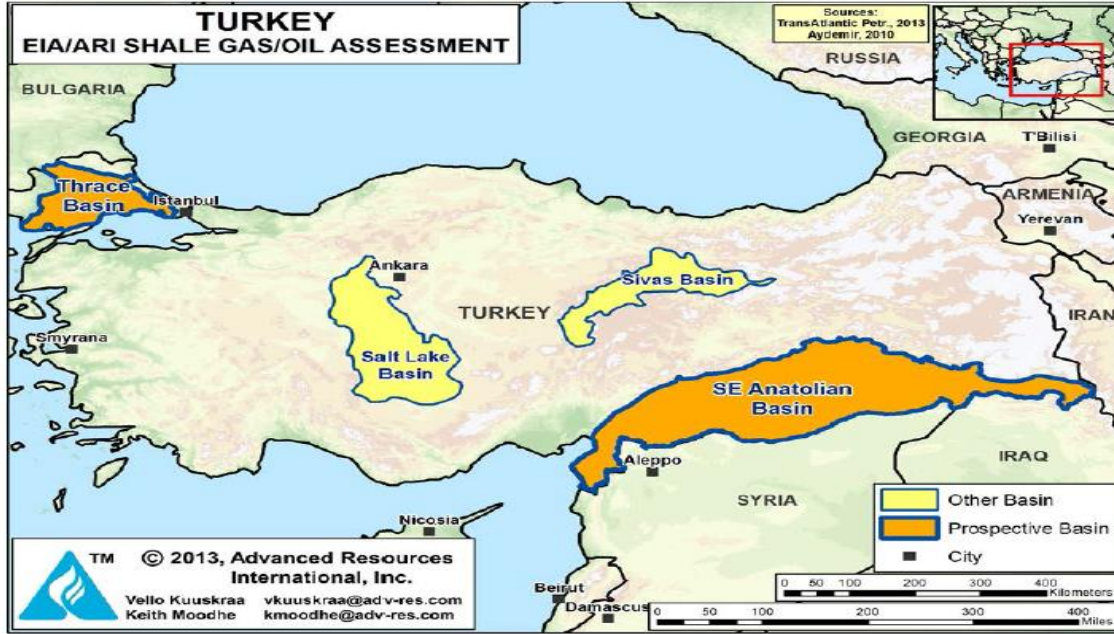 TURKEY
EIA/ARI SHALE GAS/OIL ASSESSMENT
Sources:
TransAtlantic Petr., 2013
Aydemir, 2010
RUSSIA
BULGARIA
GEORGIA
T'Bilisi
Thrace
Basin
Istanbul
ARMENIA
Yerevan
Ankara
Sivas Basin
TURKEY
IRAN
Smyrana
Salt Lake
Basin
SE Anatolian
Basin
Aleppo
IRAQ
SYRIA
Other Basin
Prospective Basin
City
Nicosia
TM
© 2013, Advanced Resources
International, Inc.
Vello Kuuskraa vkuuskraa@adv-res.com
Keith Moodhe kmoodhe@adv-res.com
Beirut
Damascus
0 50 100 200 300 400
Kilometers
0 50 100 200 300 400
Miles